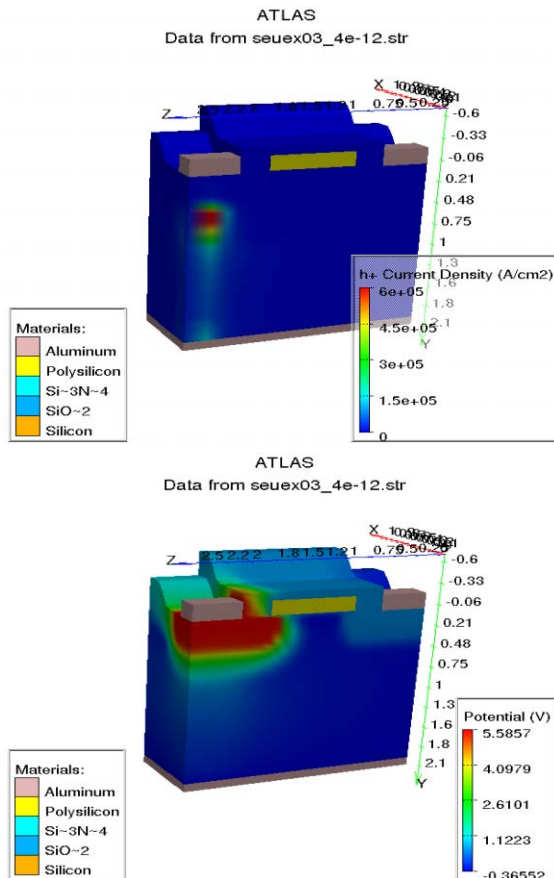 ATLAS
Data from seuex03_4e-12.str
X
Z
-0.6
-0.33
-0.06
0.21
0.48
0.75
1
1.3
1.6
1.8
2.1
Y
h+ Current Density (A/cm2)
6e+05
4.5e+05
3e+05
1.5e+05
0
Materials:
Aluminum
Polysilicon
Si~3N~4
SiO~2
Silicon
ATLAS
Data from seuex03_4e-12.str
X
Z
-0.6
-0.33
-0.06
0.21
0.48
0.75
1
1.3
1.6
1.8
2.1
Y
Potential (V)
5.5857
4.0979
2.6101
1.1223
-0.36552
Materials:
Aluminum
Polysilicon
Si~3N~4
SiO~2
Silicon